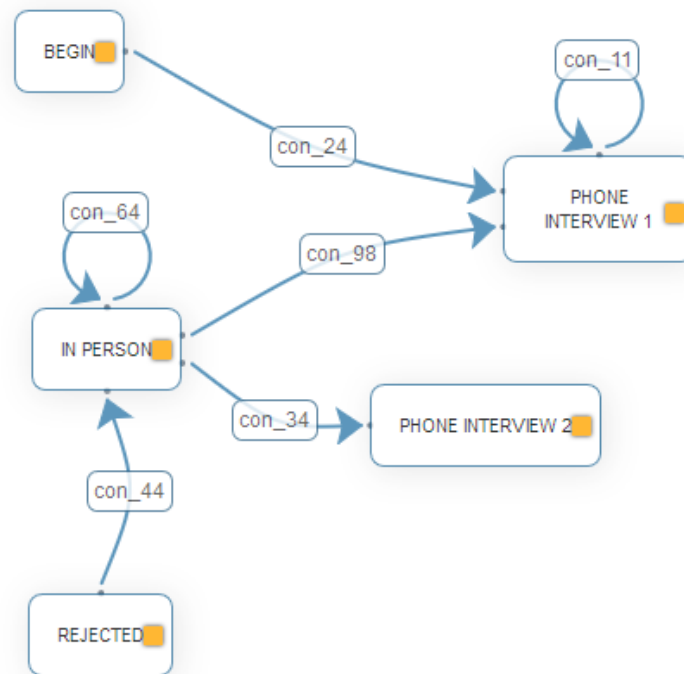 BEGIN
con_11
con_24
PHONE
INTERVIEW 1
con_64
con_98
IN PERSON
con_34
PHONE INTERVIEW 2
con_44
REJECTED